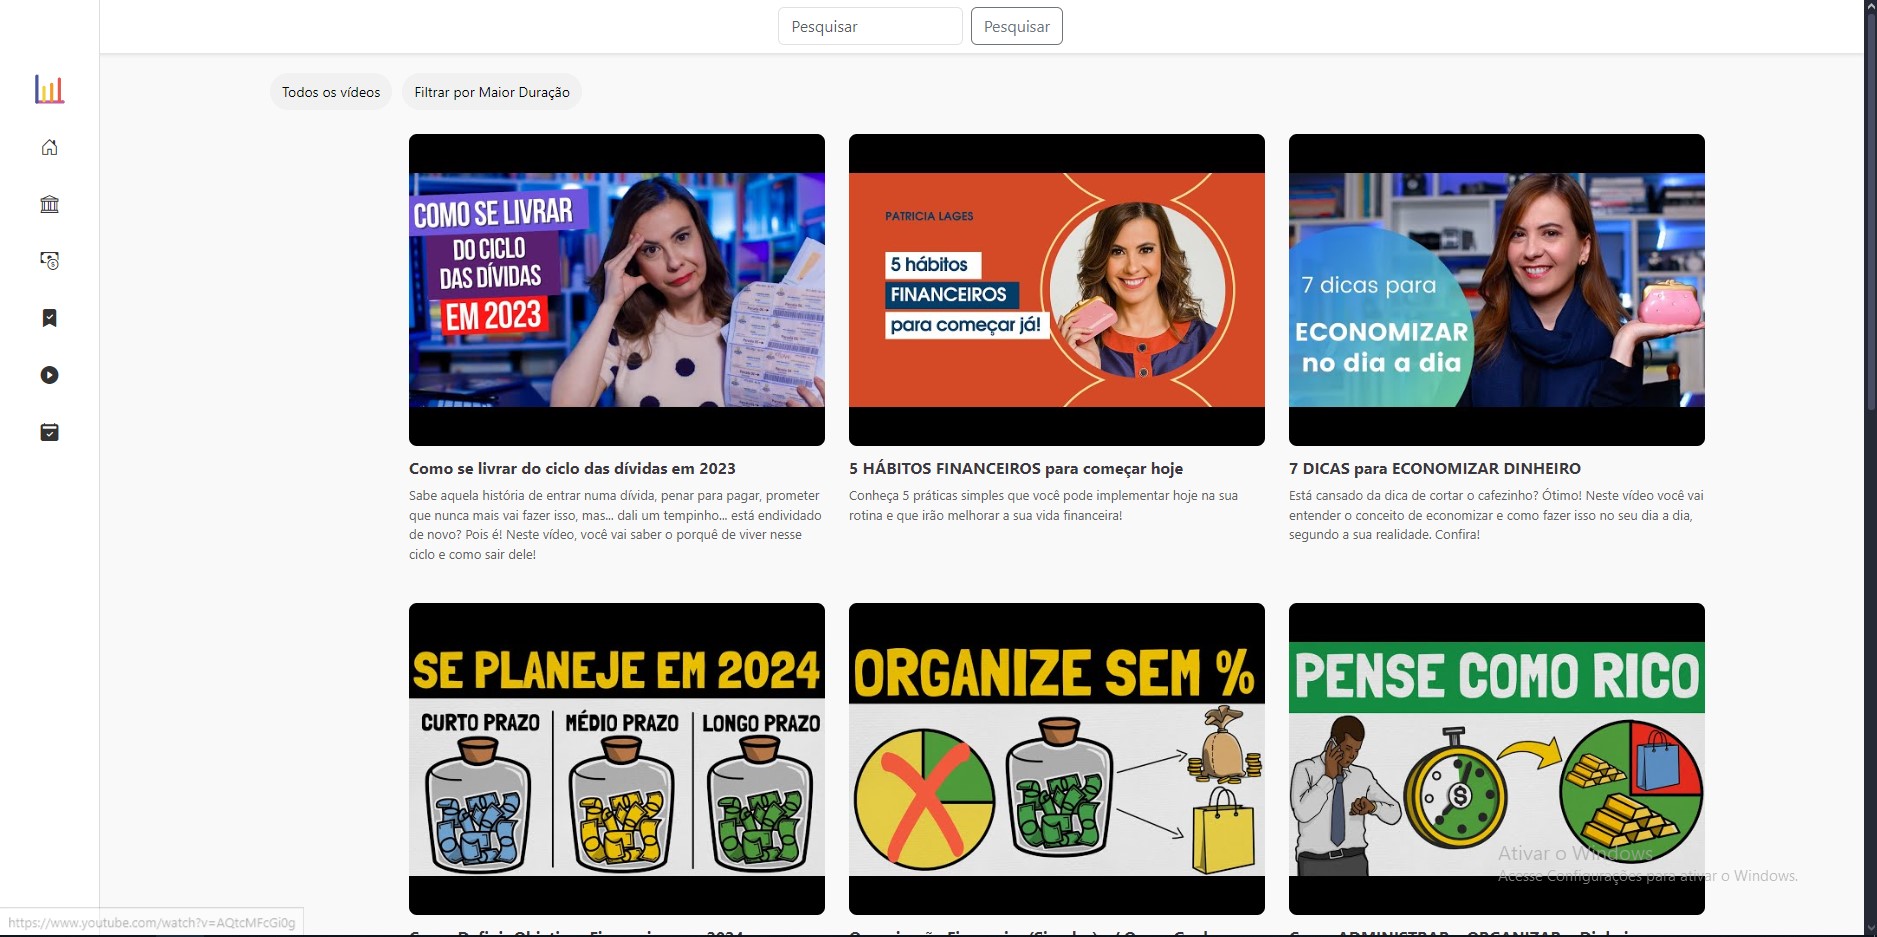 Pesquisar
Pesquisar
Todos os vídeos
Filtrar por Maior Duração
COMO SE LIVRAR
DO CICLO
DAS DÍVIDAS
EM 2023
PATRICIA LAGES
5 hábitos
FINANCEIROS
para começar já!
7 dicas para
ECONOMIZAR
no dia a dia
Como se livrar do ciclo das dívidas em 2023
Sabe aquela história de entrar numa dívida, penar para pagar, prometer
que nunca mais vai fazer isso, mas... dali um tempinho... está endividado
de novo? Pois é! Neste vídeo, você vai saber o porquê de viver nesse
ciclo e como sair dele!
5 HÁBITOS FINANCEIROS para começar hoje
Conheça 5 práticas simples que você pode implementar hoje na sua
rotina e que irão melhorar a sua vida financeira!
7 DICAS para ECONOMIZAR DINHEIRO
Está cansado da dica de cortar o cafezinho? Ótimo! Neste vídeo você vai
entender o conceito de economizar e como fazer isso no seu dia a dia,
segundo a sua realidade. Confira!
SE PLANEJE EM 2024
CURTO PRAZO
MÉDIO PRAZO
LONGO PRAZO
ORGANIZE SEM %
PENSE COMO RICO
$
Ativar o Windows
Acesse Configurações para ativar o Windows.
https://www.youtube.com/watch?v=AQtcMFcGi0g